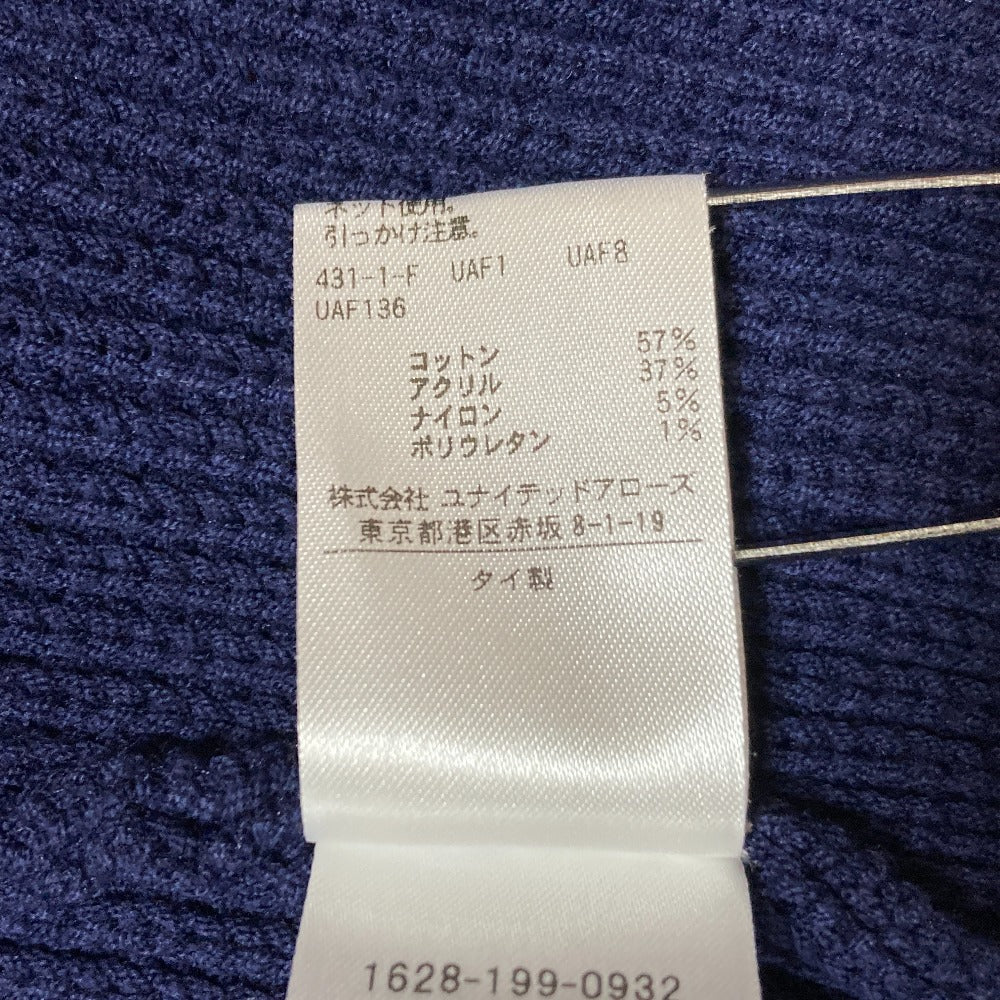 ネット使用。
引っかけ注意。
431-1-F UAF1 UAF8
UAF136
コットン 57%
アクリル 37%
ナイロン 5%
ポリウレタン 1%
株式会社 ユナイテッドアローズ
東京都港区赤坂 8-1-19
タイ製
1628-199-0932